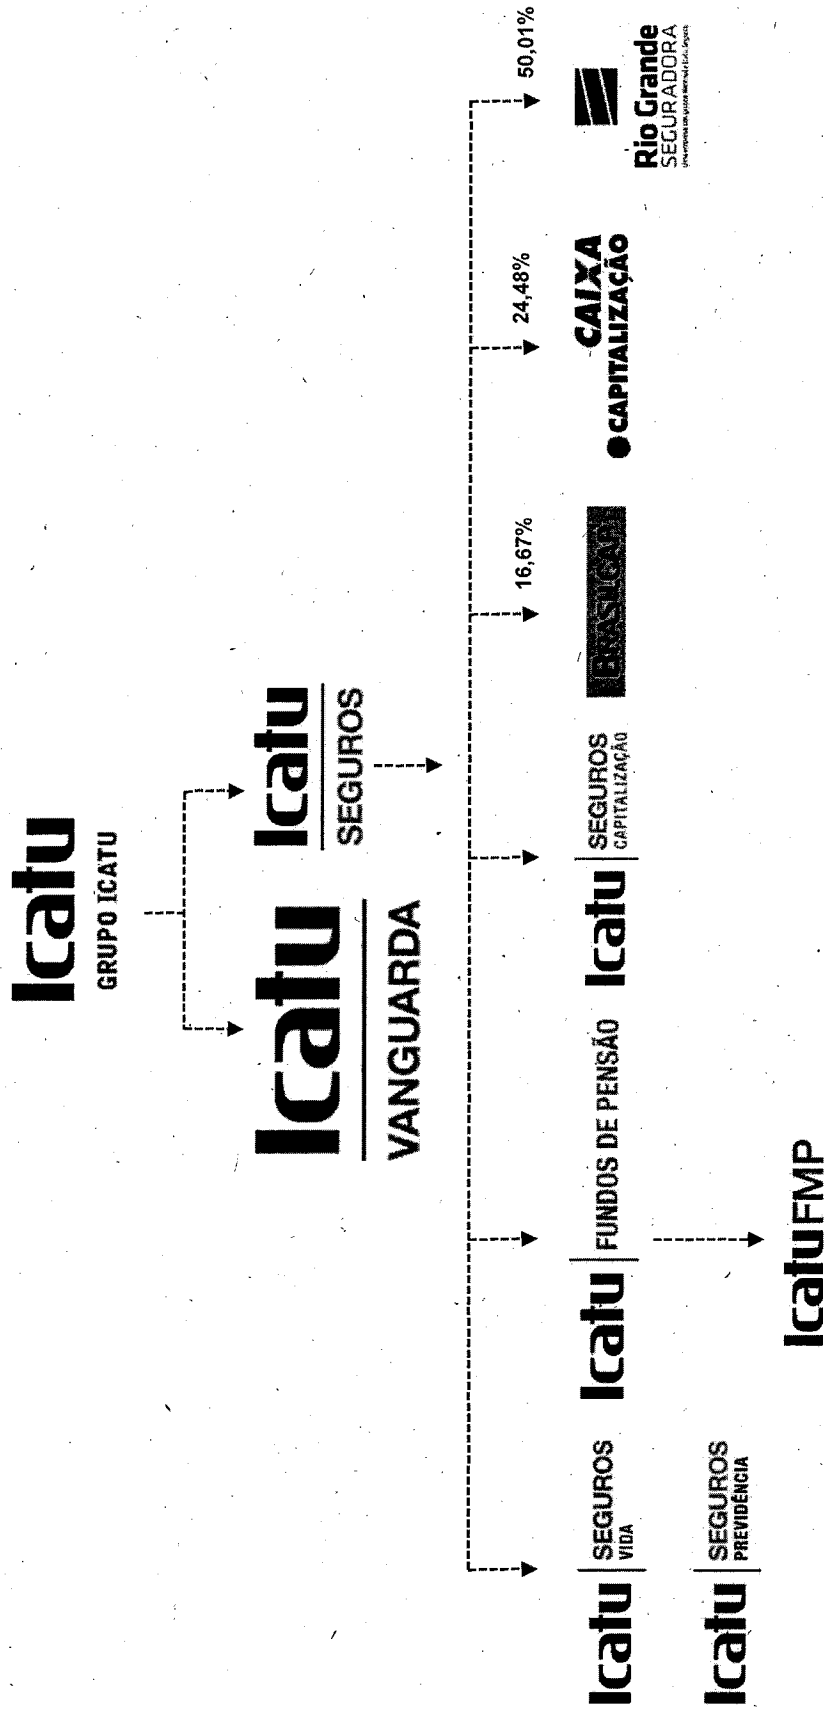 Icatu
GRUPO ICATU
Icatu
VANGUARDA
Icatu
SEGUROS
16,67%
24,48%
50,01%
Icatu
SEGUROS
VIDA
Icatu
SEGUROS
PREVIDÊNCIA
Icatu
FUNDOS DE PENSÃO
IcatuFMP
Icatu
SEGUROS
CAPITALIZAÇÃO
BRASILCAP
CAIXA
CAPITALIZAÇÃO
Rio Grande
SEGURADORA